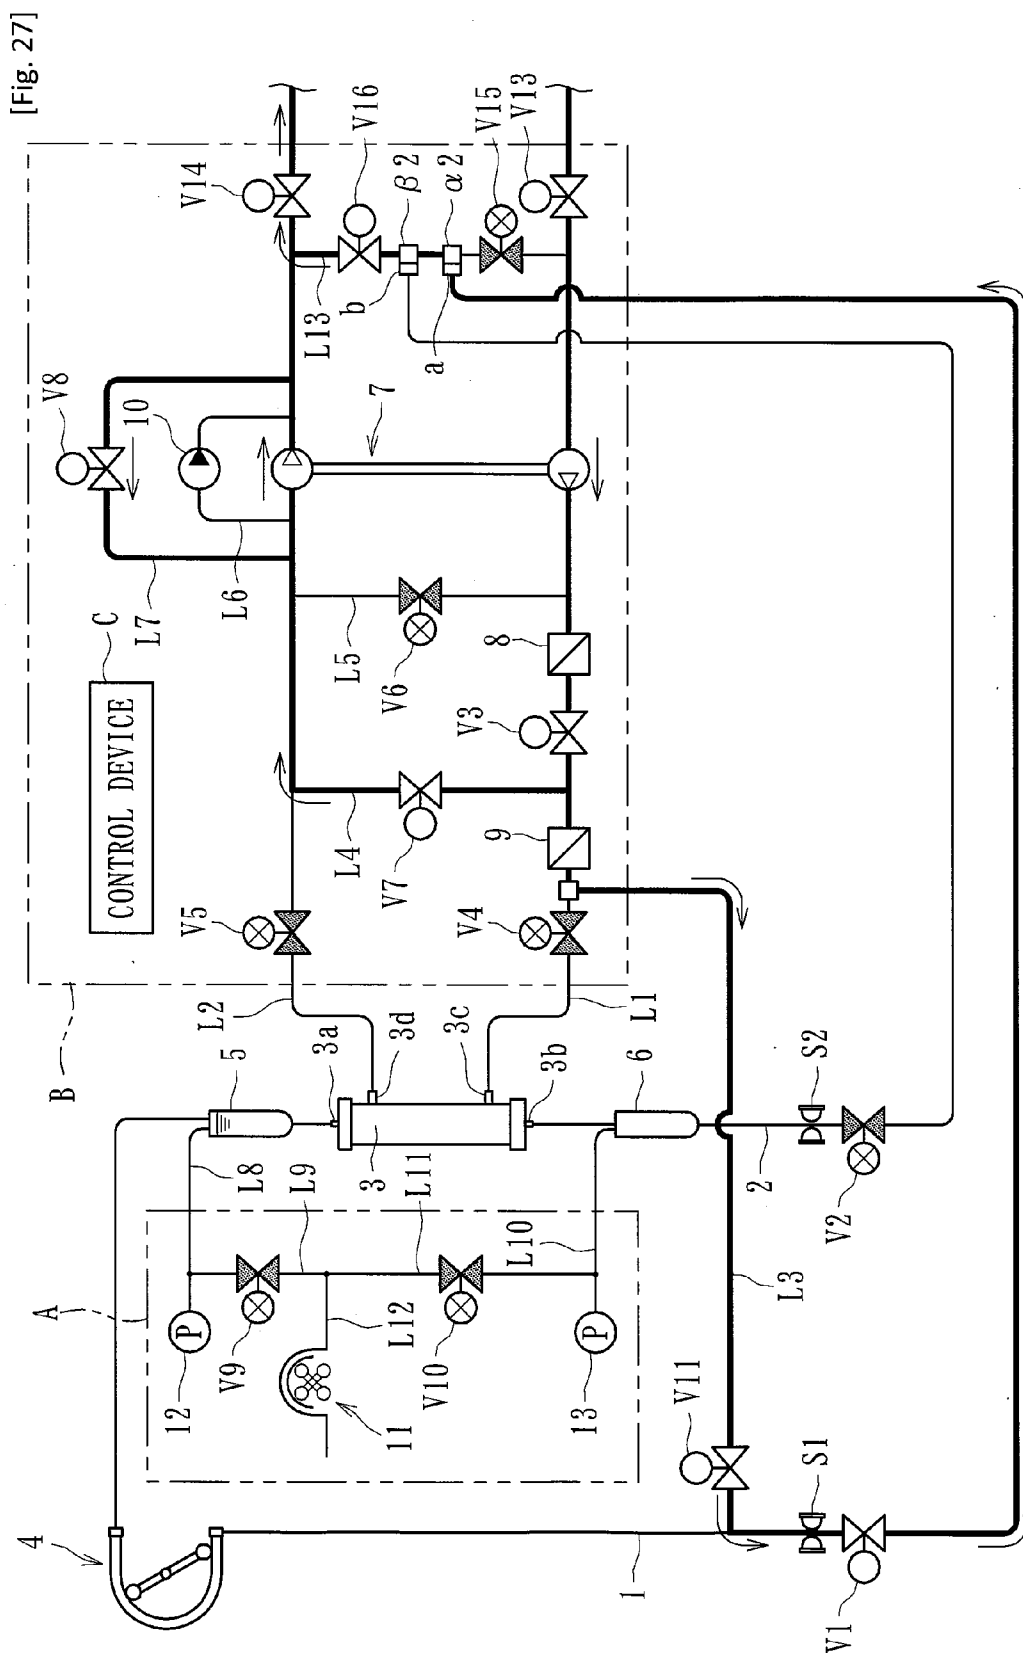 [Fig. 27]
V14
V16
β2
α2
V15
V13
b
L13
a
V8
10
7
L7
L6
C
CONTROL DEVICE
L5
V6
8
V3
L4
V7
9
V5
V4
B
L2
L1
5
3a
3d
3c
3b
6
S2
3
2
V2
L8
L9
L11
L10
A
L3
12
P
V9
L12
V10
13
P
11
V11
S1
4
1
V1